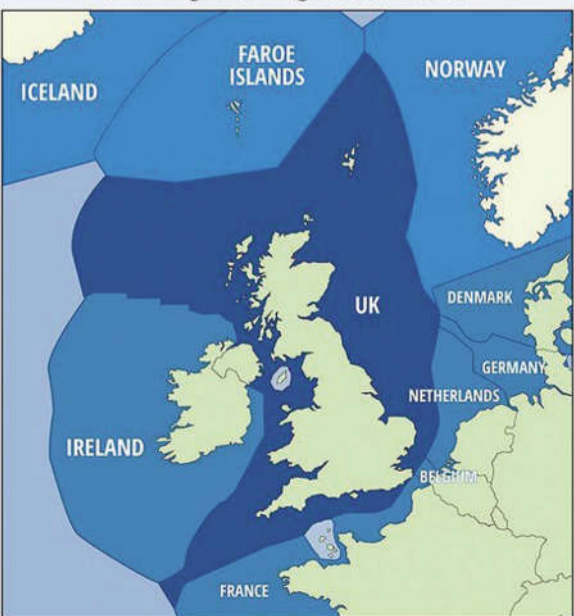 FAROE
ISLANDS
NORWAY
ICELAND
DENMARK
UK
GERMANY
NETHERLANDS
IRELAND
BELGIUM
FRANCE